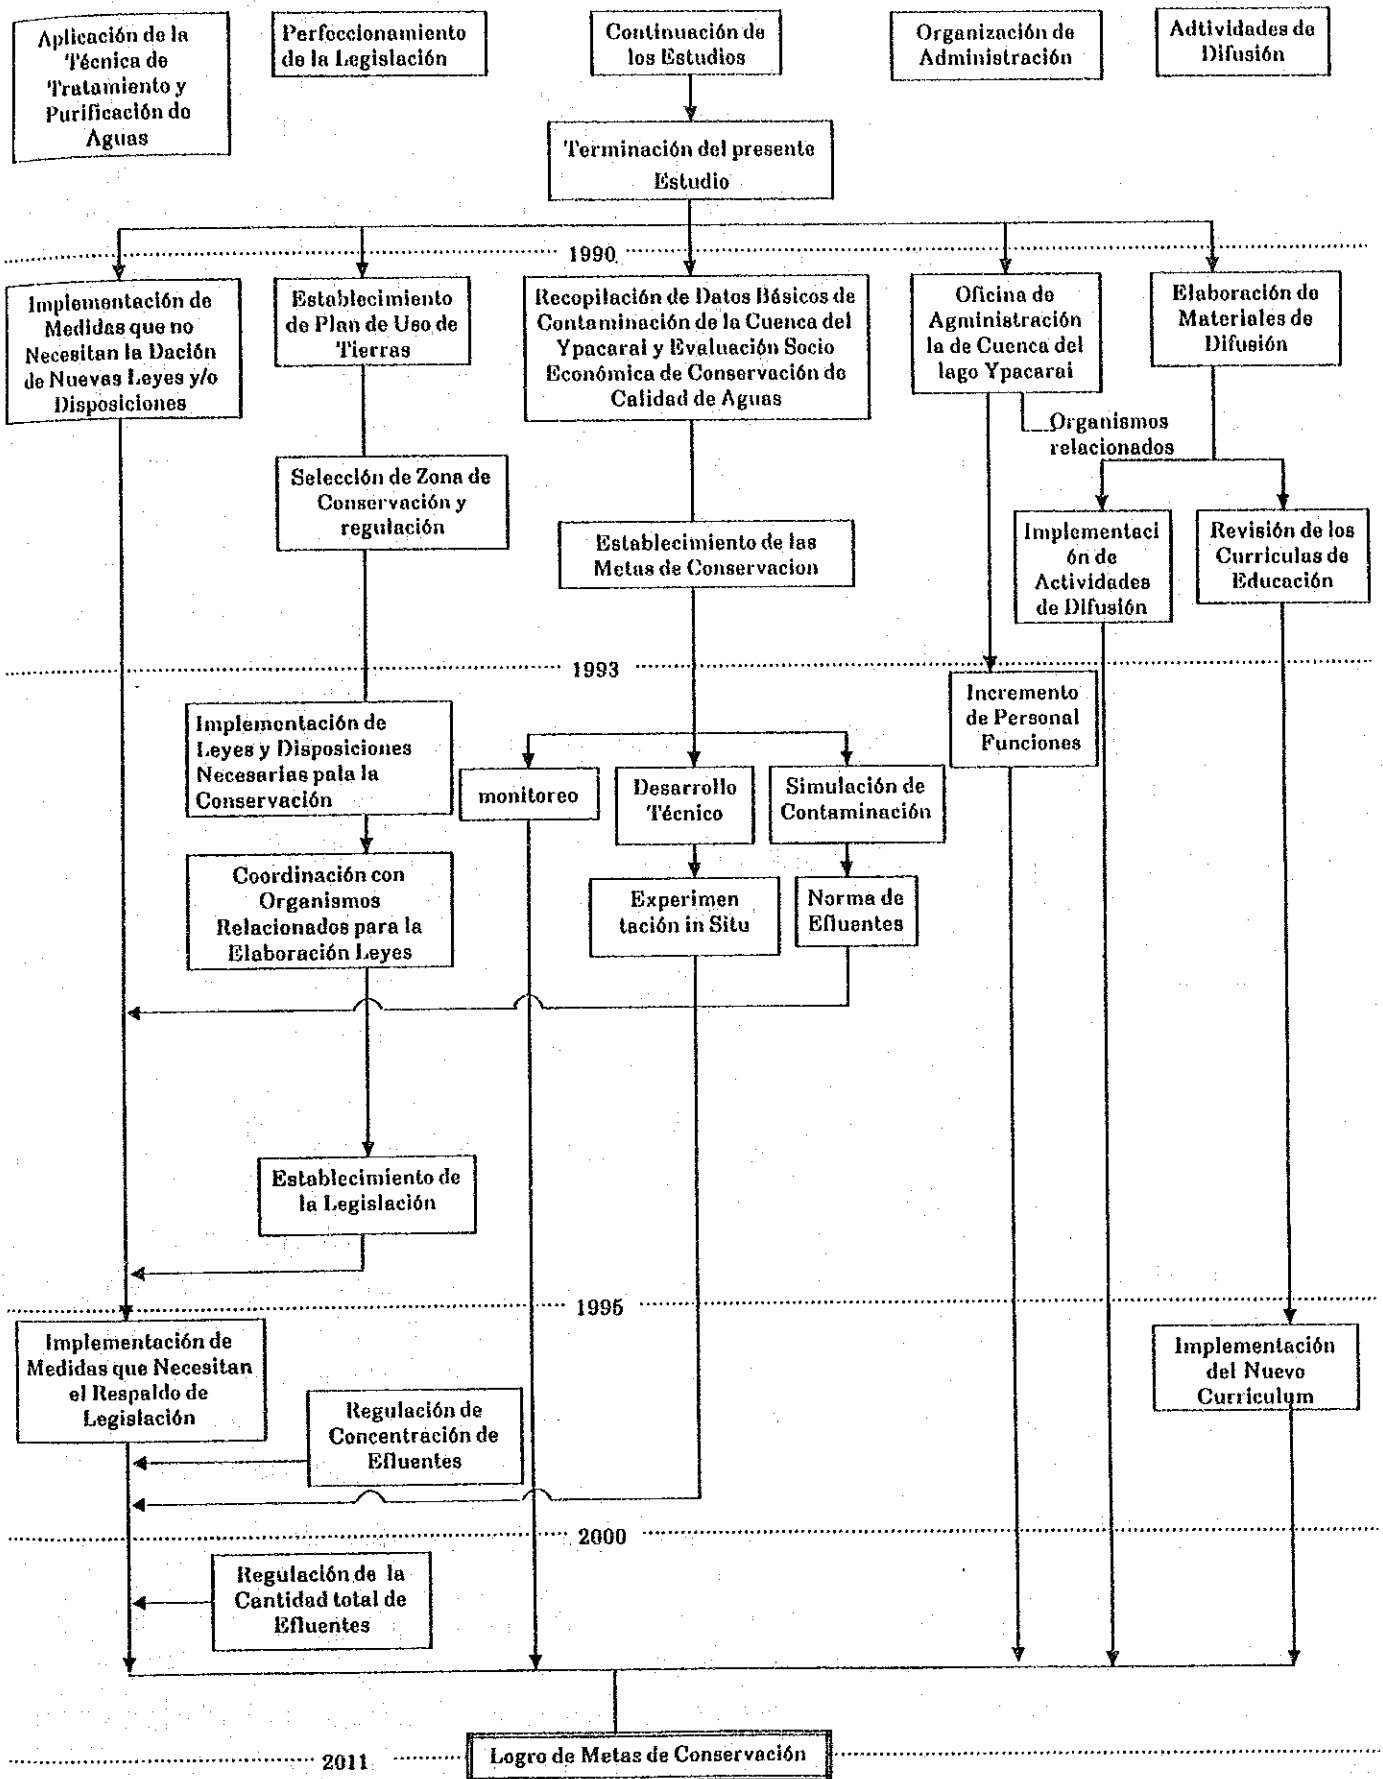 Aplicación de la
Técnica de
Tratamiento y
Purificación do
Aguas
Perfeccionamiento
de la Legislación
Continuación de
los Estudios
Organización de
Administración
Adtividades de
Difusión
Terminación del presente
Estudio
1990
Implementación de
Medidas que no
Necesitan la Dación
de Nuevas Leyes y/o
Disposiciones
Establecimiento
de Plan de Uso de
Tierras
Recopilación de Datos Básicos de
Contaminación de la Cuenca del
Ypacarai y Evaluación Socio
Económica de Conservación de
Calidad de Aguas
Oficina de
Agministración
la de Cuenca del
lago Ypacarai
Elaboración de
Materiales de
Difusión
Organismos
relacionados
Selección de Zona de
Conservación y
regulación
Establecimiento de las
Metas de Conservacion
Implementaci
ón de
Actividades
de Difusión
Revisión de los
Curriculas de
Educación
1993
Implementación de
Leyes y Disposiciones
Necesarias pala la
Conservación
monitoreo
Desarrollo
Técnico
Simulación de
Contaminación
Incremento
de Personal
Funciones
Coordinación con
Organismos
Relacionados para la
Elaboración Leyes
Experimen
tación in Situ
Norma de
Efluentes
Establecimiento de
la Legislación
1995
Implementación de
Medidas que Necesitan
el Respaldo de
Legislación
Regulación de
Concentración de
Efluentes
Implementación
del Nuevo
Curriculum
2000
Regulación de la
Cantidad total de
Efluentes
2011
Logro de Metas de Conservación